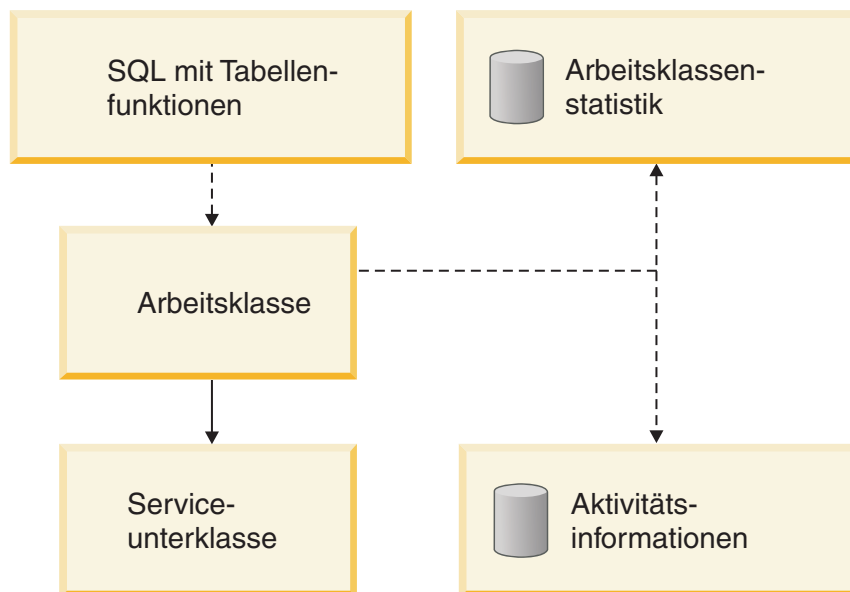 SQL mit Tabellen-
funktionen
Arbeitsklassen-
statistik
Arbeitsklasse
Service-
unterklasse
Aktivitäts-
informationen